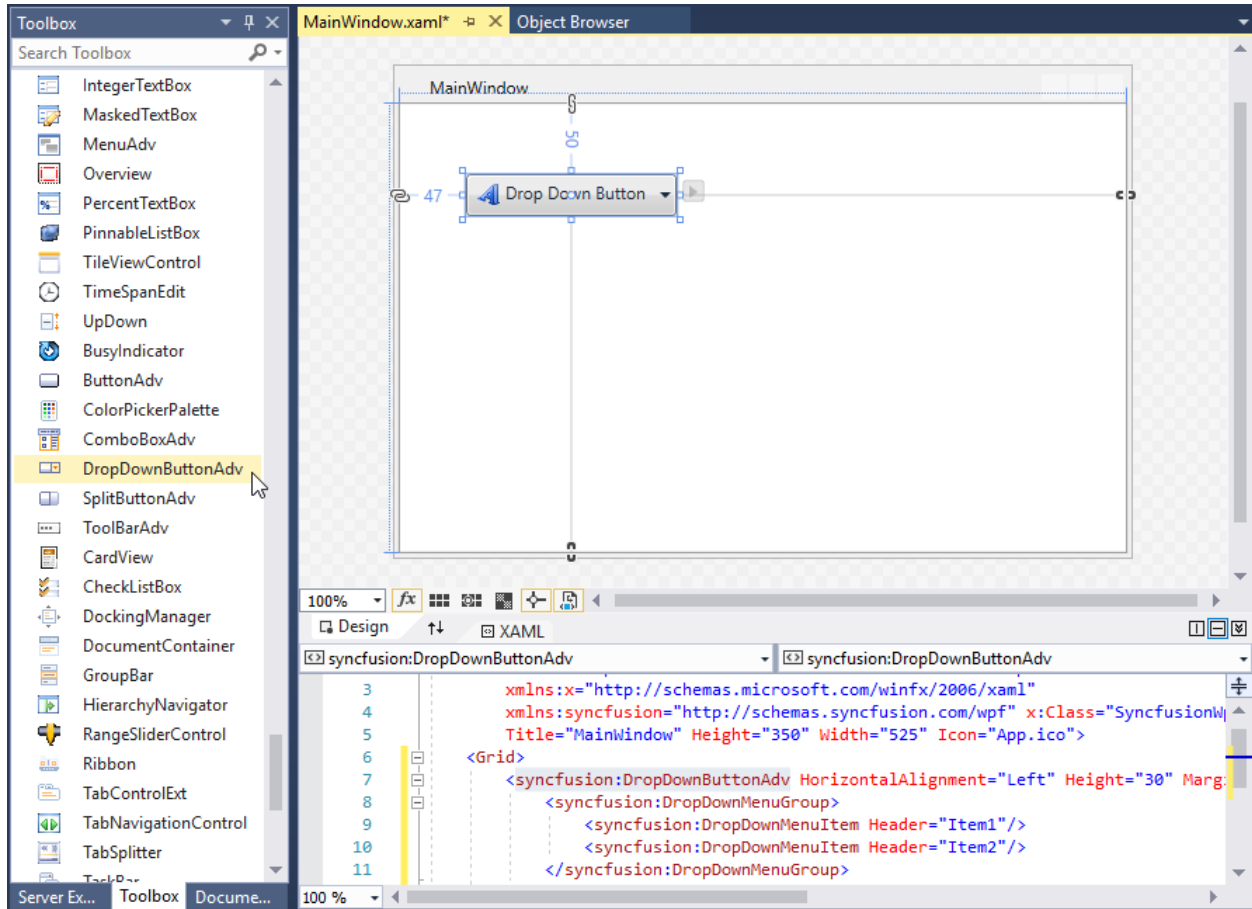 Toolbox
Search Toolbox
IntegerTextBox
MaskedTextBox
MenuAdv
Overview
PercentTextBox
PinnableListBox
TileViewControl
TimeSpanEdit
UpDown
BusyIndicator
ButtonAdv
ColorPickerPalette
ComboBoxAdv
DropDownButtonAdv
SplitButtonAdv
ToolBarAdv
CardView
CheckListBox
DockingManager
DocumentContainer
GroupBar
HierarchyNavigator
RangeSliderControl
Ribbon
TabControlExt
TabNavigationControl
TabSplitter
TaskBar
Server Ex... Toolbox Docume...
MainWindow.xaml* Object Browser
MainWindow
50
47
Drop Down Button
100% fx
Design XAML
syncfusion:DropDownButtonAdv syncfusion:DropDownButtonAdv
3 xmlns:x="http://schemas.microsoft.com/winfx/2006/xaml"
4 xmlns:syncfusion="http://schemas.syncfusion.com/wpf" x:Class="SyncfusionW
5 Title="MainWindow" Height="350" Width="525" Icon="App.ico">
6 <Grid>
7 <syncfusion:DropDownButtonAdv HorizontalAlignment="Left" Height="30" Marg
8 <syncfusion:DropDownMenuGroup>
9 <syncfusion:DropDownMenuItem Header="Item1"/>
10 <syncfusion:DropDownMenuItem Header="Item2"/>
11 </syncfusion:DropDownMenuGroup>
100 %